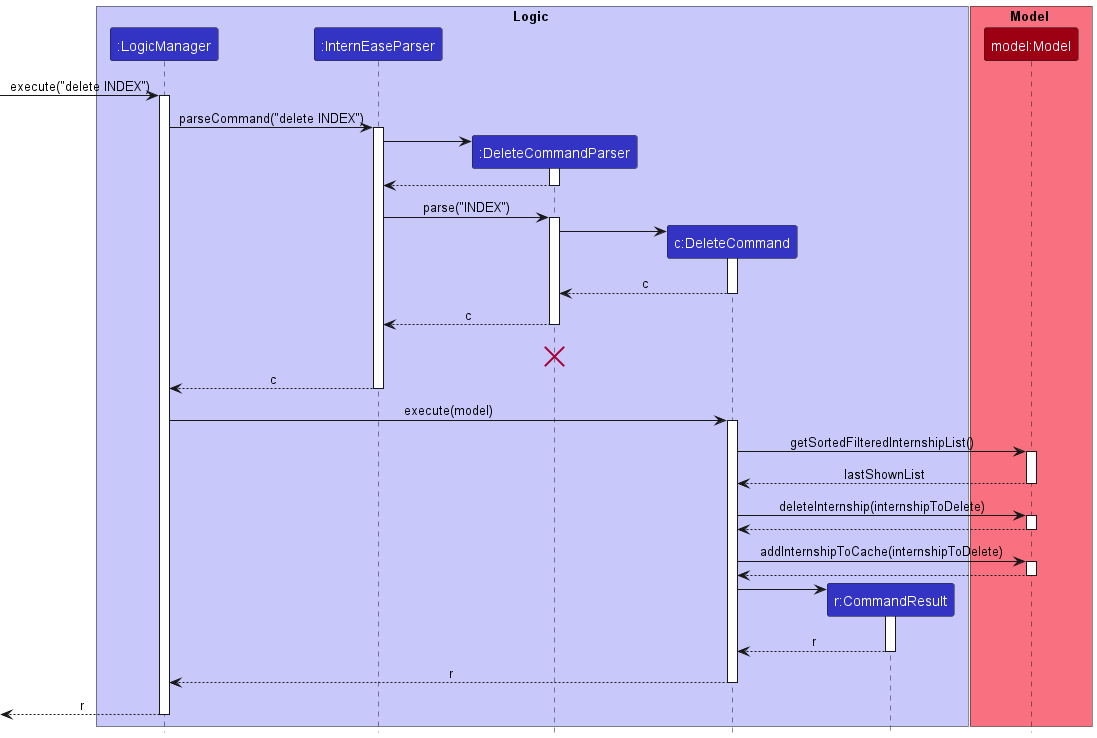 Logic
Model
:LogicManager
:InternEaseParser
model:Model
execute("delete INDEX")
parseCommand("delete INDEX")
:DeleteCommandParser
parse("INDEX")
c:DeleteCommand
c
c
c
execute(model)
getSortedFilteredInternshipList()
lastShownList
deleteInternship(internshipToDelete)
addInternshipToCache(internshipToDelete)
r:CommandResult
r
r
r